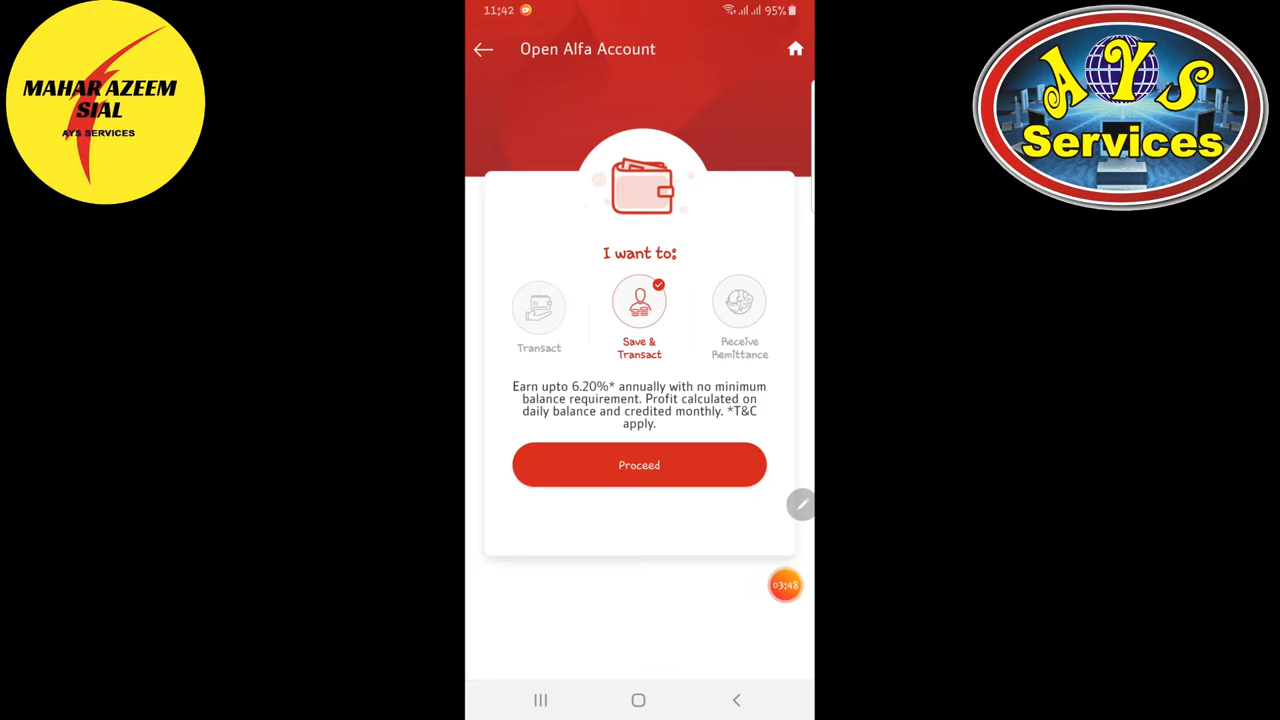 MAHAR AZEEM
SIAL
AYS SERVICES
AYS
Services
11:42
95%
Open Alfa Account
I want to:
Transact
Save &
Transact
Receive
Remittance
Earn upto 6.20%* annually with no minimum
balance requirement. Profit calculated on
daily balance and credited monthly. *T&C
apply.
Proceed
03:48